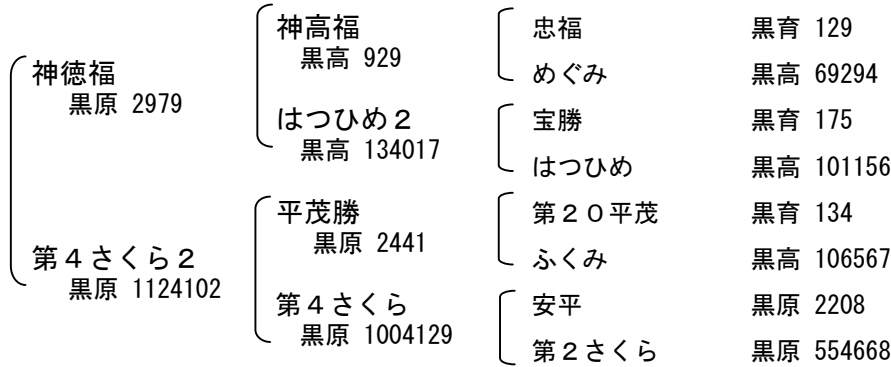 神徳福
黒原 2979
第４さくら２
黒原 1124102
神高福
黒高 929
はつひめ２
黒高 134017
平茂勝
黒原 2441
第４さくら
黒原 1004129
忠福 黒育 129
めぐみ 黒高 69294
宝勝 黒育 175
はつひめ 黒高 101156
第２０平茂 黒育 134
ふくみ 黒高 106567
安平 黒原 2208
第２さくら 黒原 554668